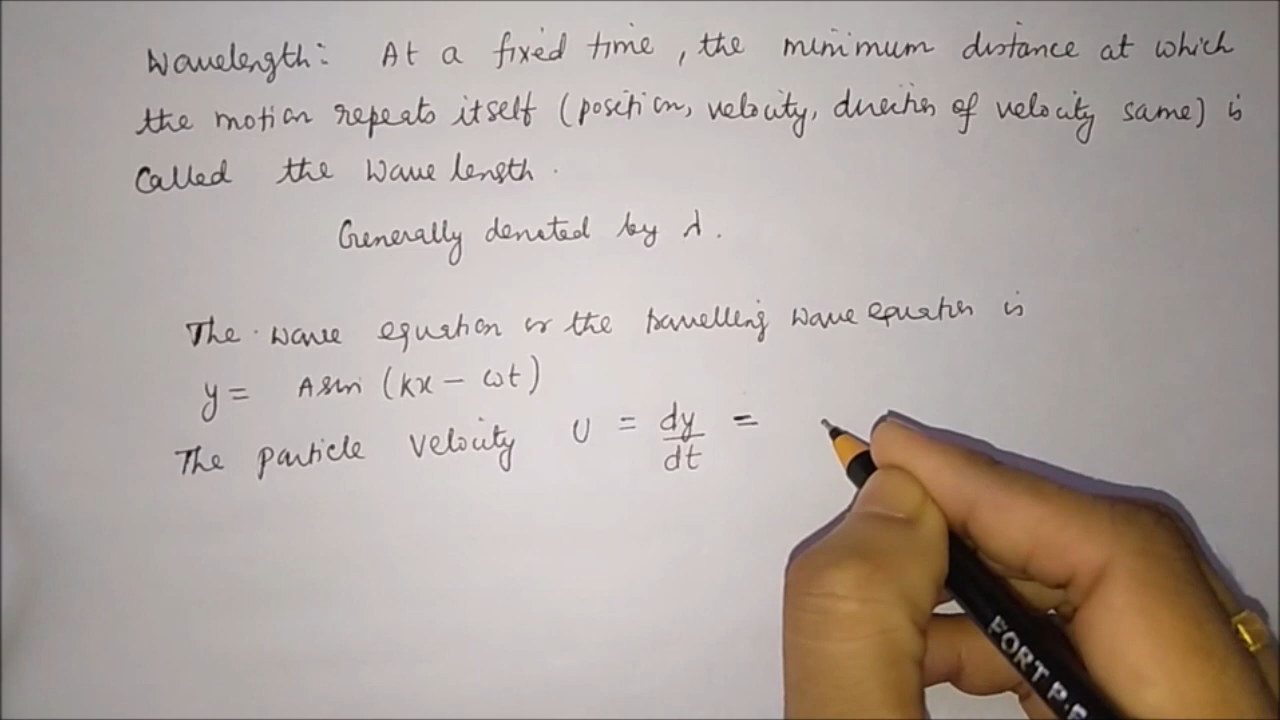 Wavelength: At a fixed time, the minimum distance at which
the motion repeats itself (position, velocity, direction of velocity same) is
called the wave length.
Generally denoted by λ.
The wave equation or the travelling wave equation is
y = A sin (kx - ωt)
The particle velocity U = dy/dt =
FORT P.